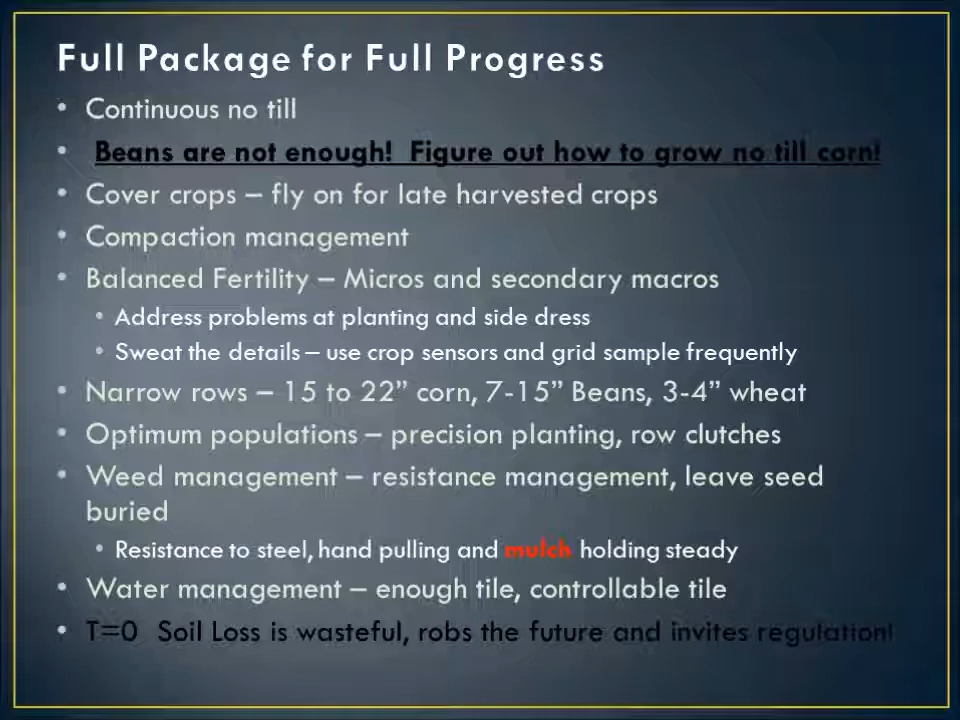 Full Package for Full Progress
• Continuous no till
• Beans are not enough! Figure out how to grow no till corn!
• Cover crops – fly on for late harvested crops
• Compaction management
• Balanced Fertility – Micros and secondary macros
• Address problems at planting and side dress
• Sweat the details – use crop sensors and grid sample frequently
• Narrow rows – 15 to 22” corn, 7-15” Beans, 3-4” wheat
• Optimum populations – precision planting, row clutches
• Weed management – resistance management, leave seed
buried
• Resistance to steel, hand pulling and mulch holding steady
• Water management – enough tile, controllable tile
• T=0 Soil Loss is wasteful, robs the future and invites regulation!